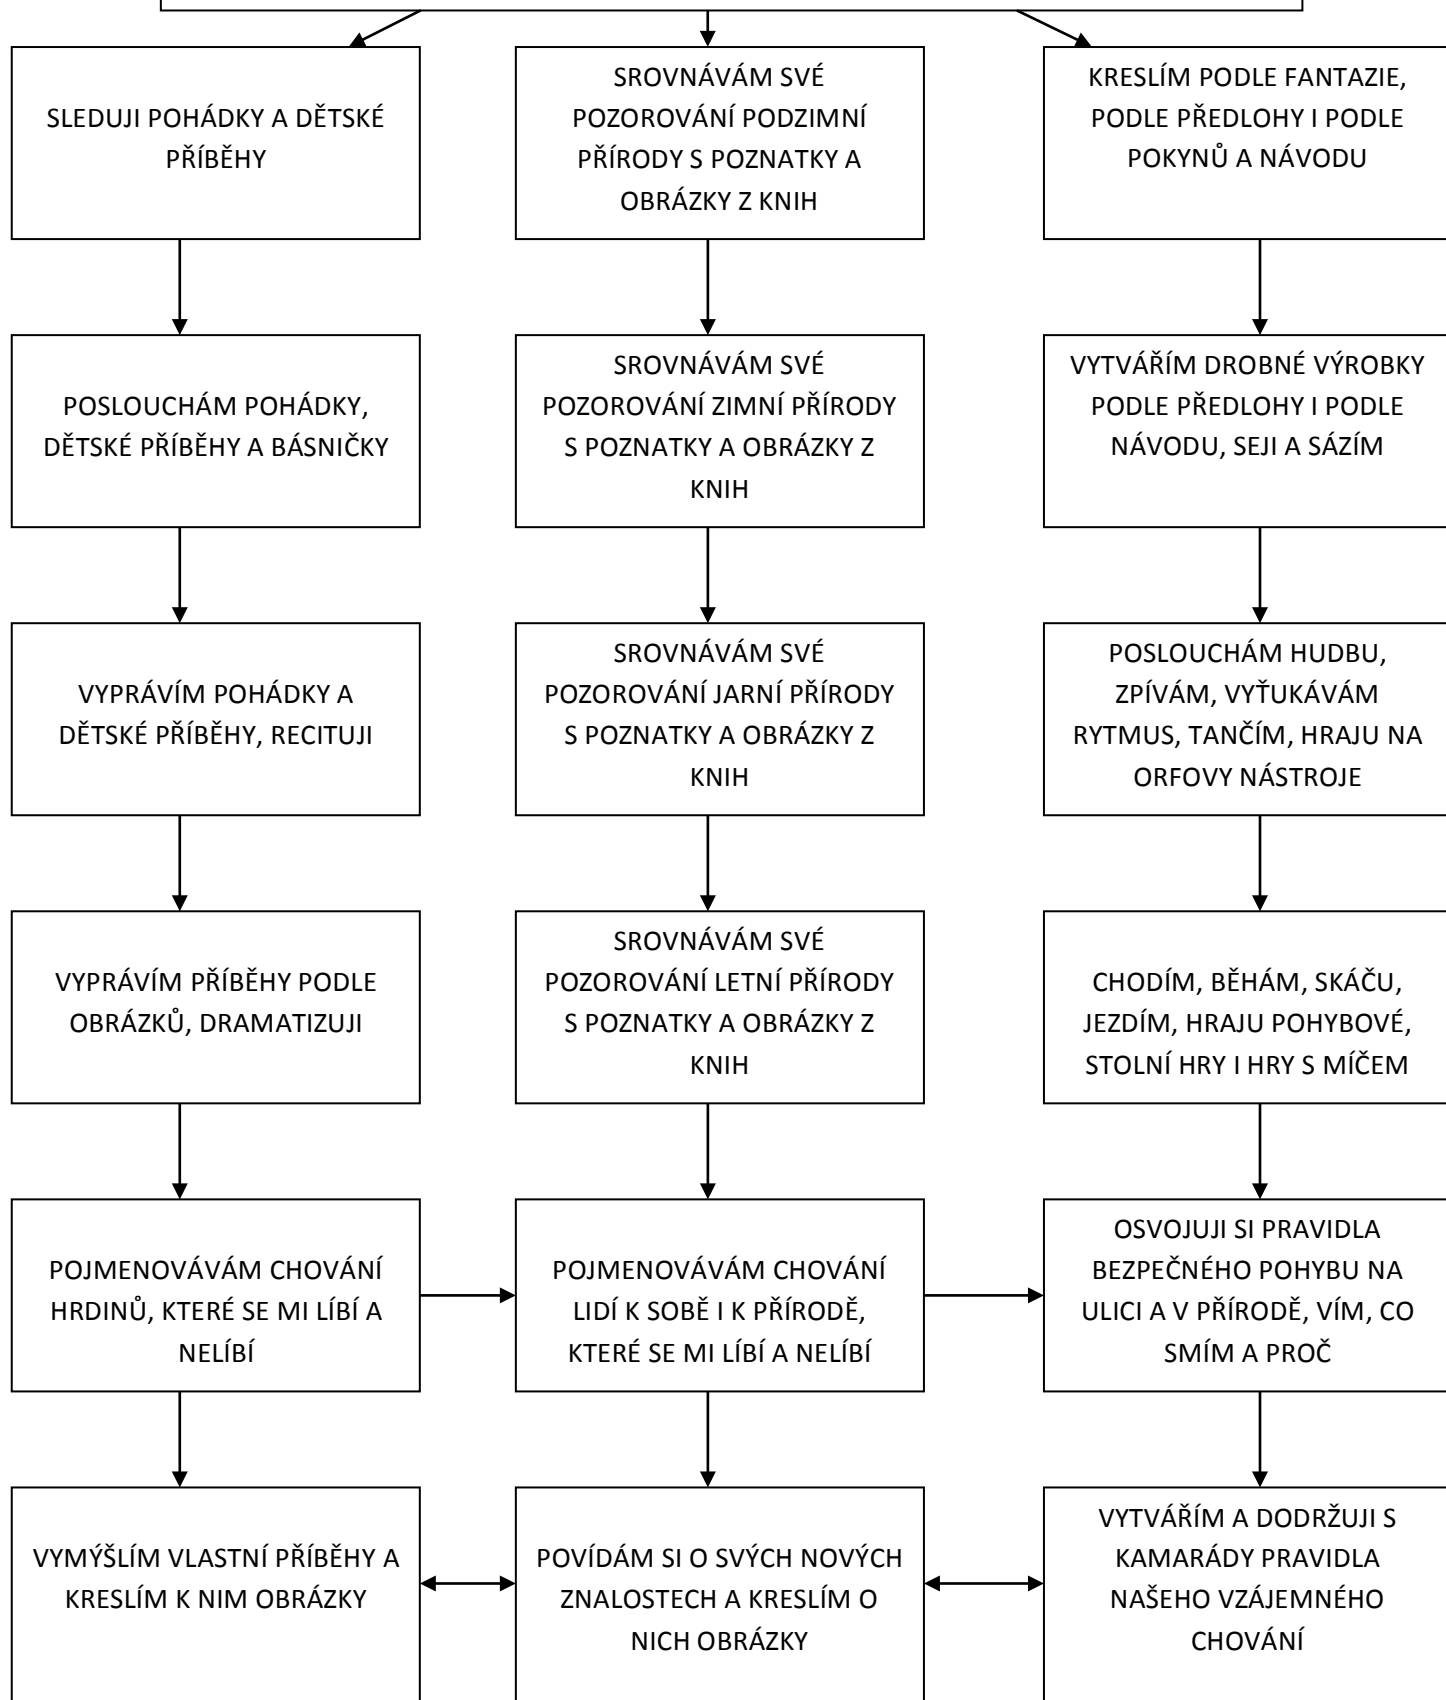 SLEDUJI POHÁDKY A DĚTSKÉ
PŘÍBĚHY
SROVNÁVÁM SVÉ
POZOROVÁNÍ PODZIMNÍ
PŘÍRODY S POZNATKY A
OBRÁZKY Z KNIH
KRESLÍM PODLE FANTAZIE,
PODLE PŘEDLOHY I PODLE
POKYNŮ A NÁVODU
POSLOUCHÁM POHÁDKY,
DĚTSKÉ PŘÍBĚHY A BÁSNIČKY
SROVNÁVÁM SVÉ
POZOROVÁNÍ ZIMNÍ PŘÍRODY
S POZNATKY A OBRÁZKY Z
KNIH
VYTVÁŘÍM DROBNÉ VÝROBKY
PODLE PŘEDLOHY I PODLE
NÁVODU, SEJI A SÁZÍM
VYPRÁVÍM POHÁDKY A
DĚTSKÉ PŘÍBĚHY, RECITUJI
SROVNÁVÁM SVÉ
POZOROVÁNÍ JARNÍ PŘÍRODY
S POZNATKY A OBRÁZKY Z
KNIH
POSLOUCHÁM HUDBU,
ZPÍVÁM, VYŤUKÁVÁM
RYTMUS, TANČÍM, HRAJU NA
ORFOVY NÁSTROJE
VYPRÁVÍM PŘÍBĚHY PODLE
OBRÁZKŮ, DRAMATIZUJI
SROVNÁVÁM SVÉ
POZOROVÁNÍ LETNÍ PŘÍRODY
S POZNATKY A OBRÁZKY Z
KNIH
CHODÍM, BĚHÁM, SKÁČU,
JEZDÍM, HRAJU POHYBOVÉ,
STOLNÍ HRY I HRY S MÍČEM
POJMENOVÁVÁM CHOVÁNÍ
HRDINŮ, KTERÉ SE MI LÍBÍ A
NELÍBÍ
POJMENOVÁVÁM CHOVÁNÍ
LIDÍ K SOBĚ I K PŘÍRODĚ,
KTERÉ SE MI LÍBÍ A NELÍBÍ
OSVOJUJI SI PRAVIDLA
BEZPEČNÉHO POHYBU NA
ULICI A V PŘÍRODĚ, VÍM, CO
SMÍM A PROČ
VYMÝŠLÍM VLASTNÍ PŘÍBĚHY A
KRESLÍM K NIM OBRÁZKY
POVÍDÁM SI O SVÝCH NOVÝCH
ZNALOSTECH A KRESLÍM O
NICH OBRÁZKY
VYTVÁŘÍM A DODRŽUJI S
KAMARÁDY PRAVIDLA
NAŠEHO VZÁJEMNÉHO
CHOVÁNÍ